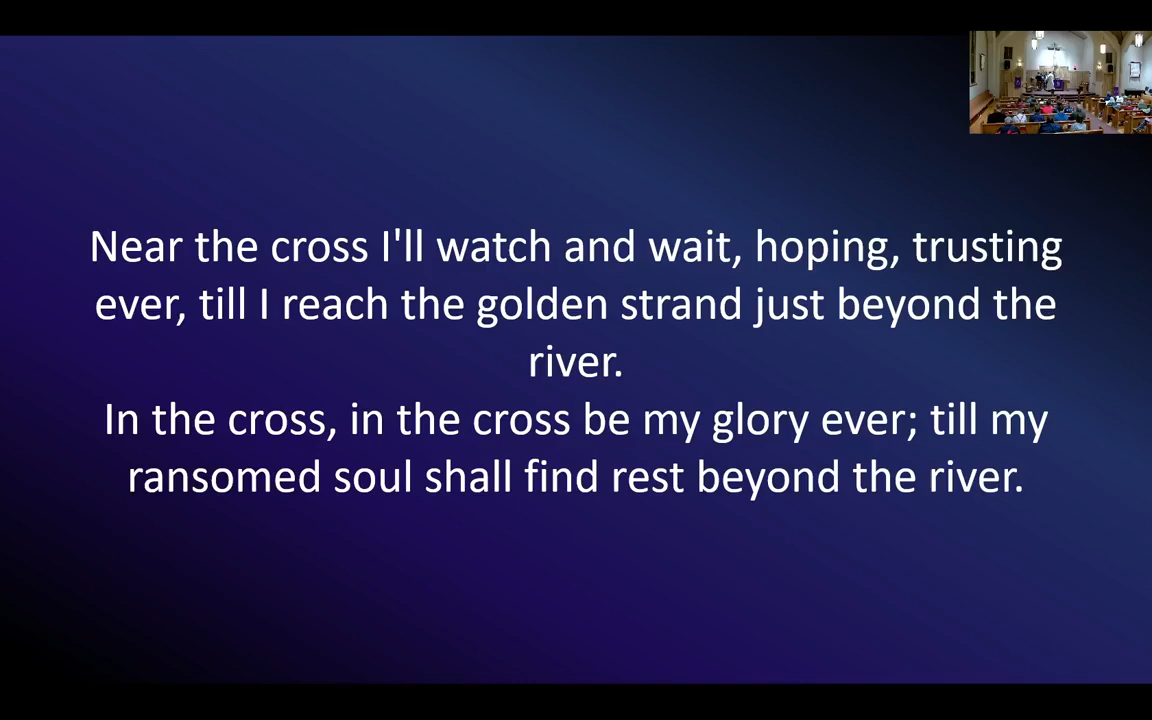 Near the cross I'll watch and wait, hoping, trusting
ever, till I reach the golden strand just beyond the
river.
In the cross, in the cross be my glory ever; till my
ransomed soul shall find rest beyond the river.